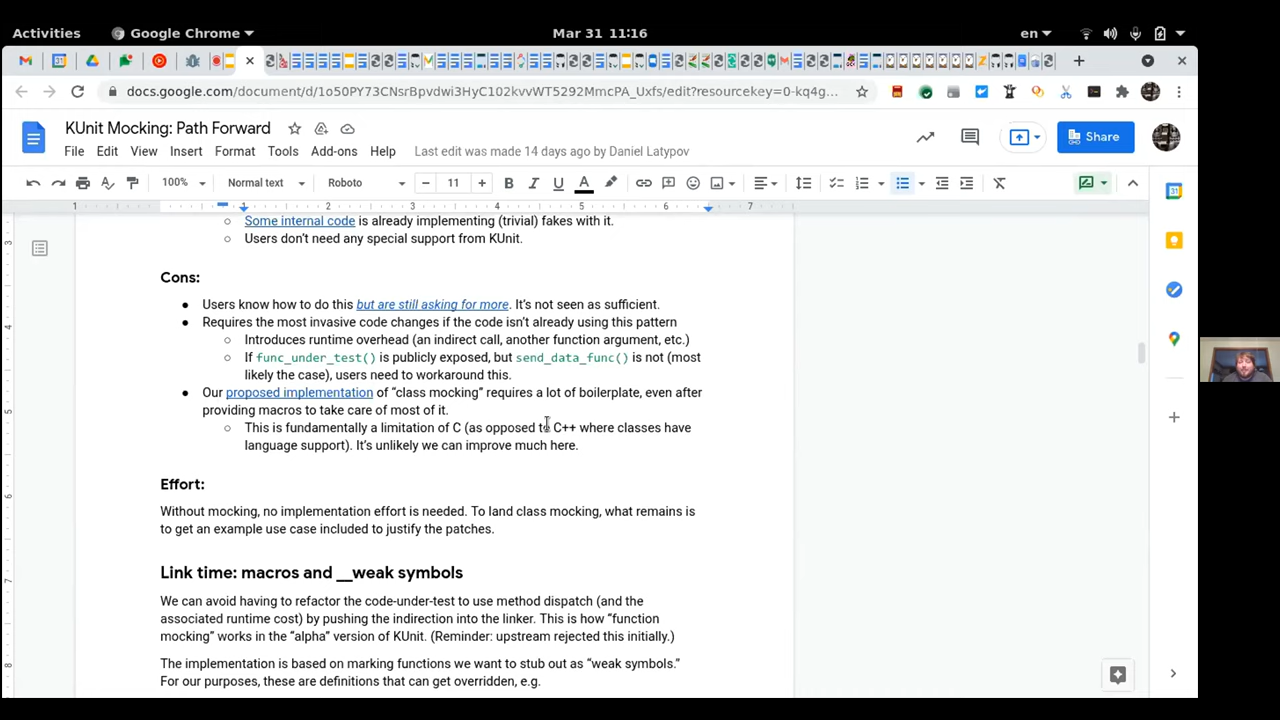 Activities
Google Chrome
Mar 31 11:16
en
docs.google.com/document/d/1o50PY73CNsrBpvdwi3HyC102kvvWT5292MmcPA_Uxfs/edit?resourcekey=0-kq4g...
KUnit Mocking: Path Forward
Share
File Edit View Insert Format Tools Add-ons Help Last edit was made 14 days ago by Daniel Latypov
100% Normal text Roboto 11
1 1 2 3 4 5 6 7
○ Some internal code is already implementing (trivial) fakes with it.
○ Users don't need any special support from KUnit.
Cons:
● Users know how to do this but are still asking for more. It's not seen as sufficient.
● Requires the most invasive code changes if the code isn't already using this pattern
○ Introduces runtime overhead (an indirect call, another function argument, etc.)
○ If func_under_test() is publicly exposed, but send_data_func() is not (most
likely the case), users need to workaround this.
● Our proposed implementation of "class mocking" requires a lot of boilerplate, even after
providing macros to take care of most of it.
○ This is fundamentally a limitation of C (as opposed to C++ where classes have
language support). It's unlikely we can improve much here.
Effort:
Without mocking, no implementation effort is needed. To land class mocking, what remains is
to get an example use case included to justify the patches.
Link time: macros and __weak symbols
We can avoid having to refactor the code-under-test to use method dispatch (and the
associated runtime cost) by pushing the indirection into the linker. This is how "function
mocking" works in the "alpha" version of KUnit. (Reminder: upstream rejected this initially.)
The implementation is based on marking functions we want to stub out as "weak symbols."
For our purposes, these are definitions that can get overridden, e.g.